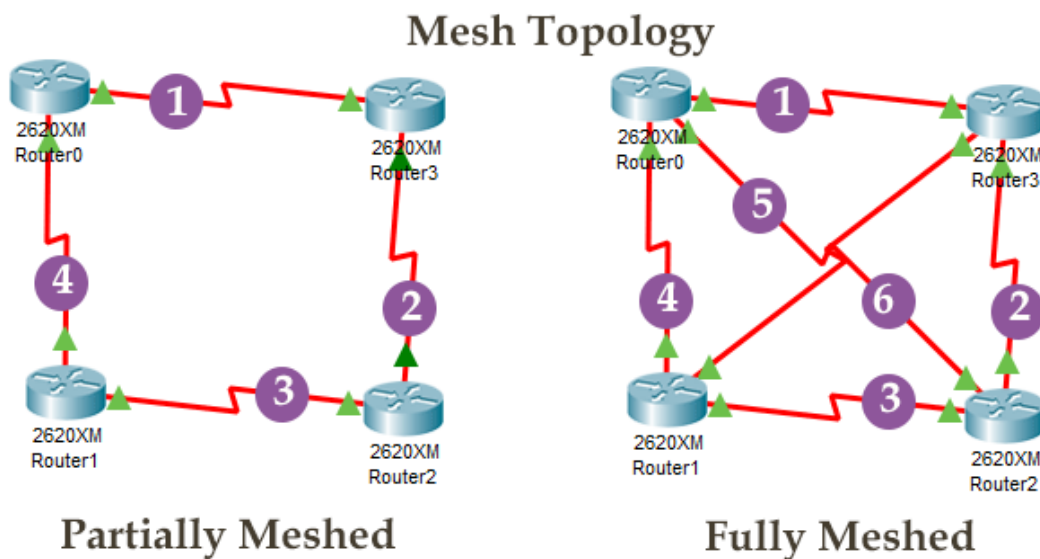 Mesh Topology
1
2620XM
Router0
2620XM
Router3
4
2
3
2620XM
Router1
2620XM
Router2
Partially Meshed
1
2620XM
Router0
2620XM
Router3
5
4
6
2
3
2620XM
Router1
2620XM
Router2
Fully Meshed